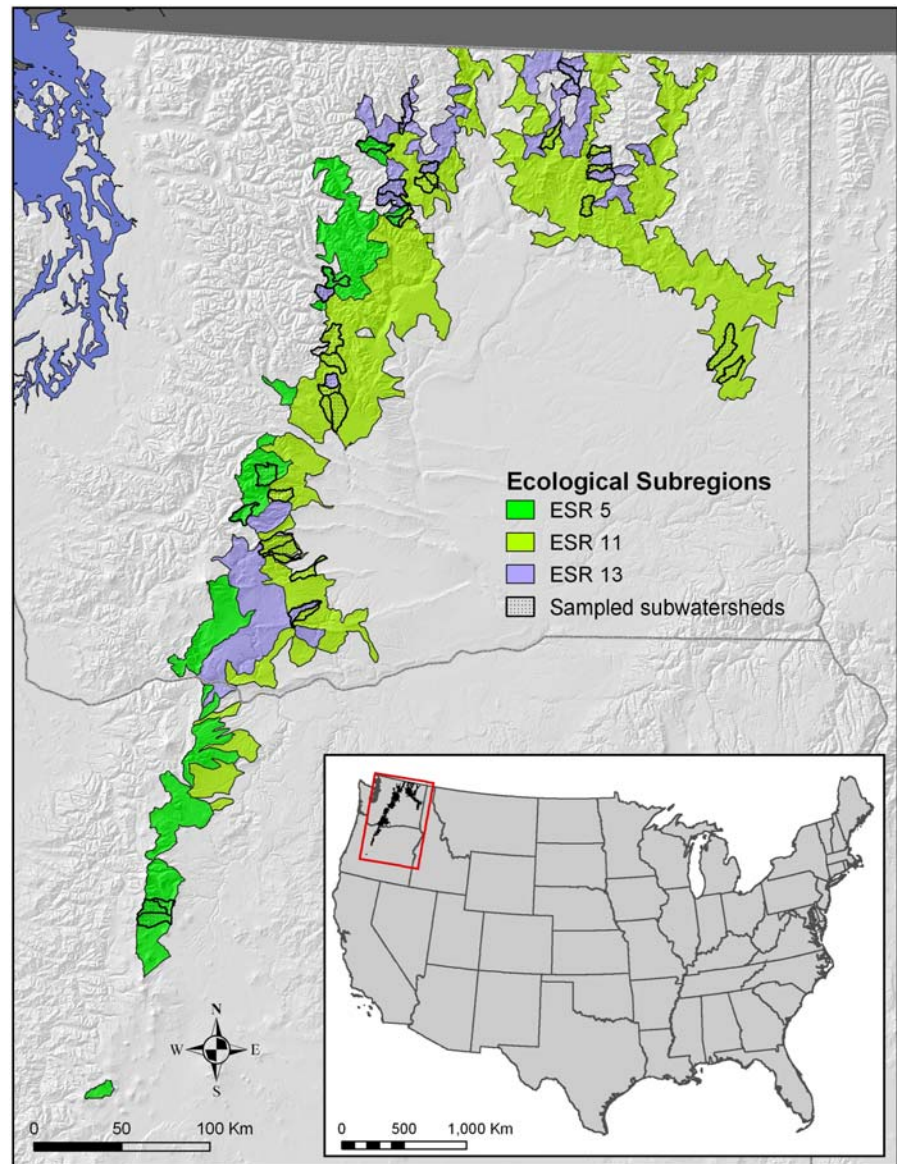 Ecological Subregions
ESR 5
ESR 11
ESR 13
Sampled subwatersheds
N
W E
S
0 50 100 Km
0 500 1,000 Km